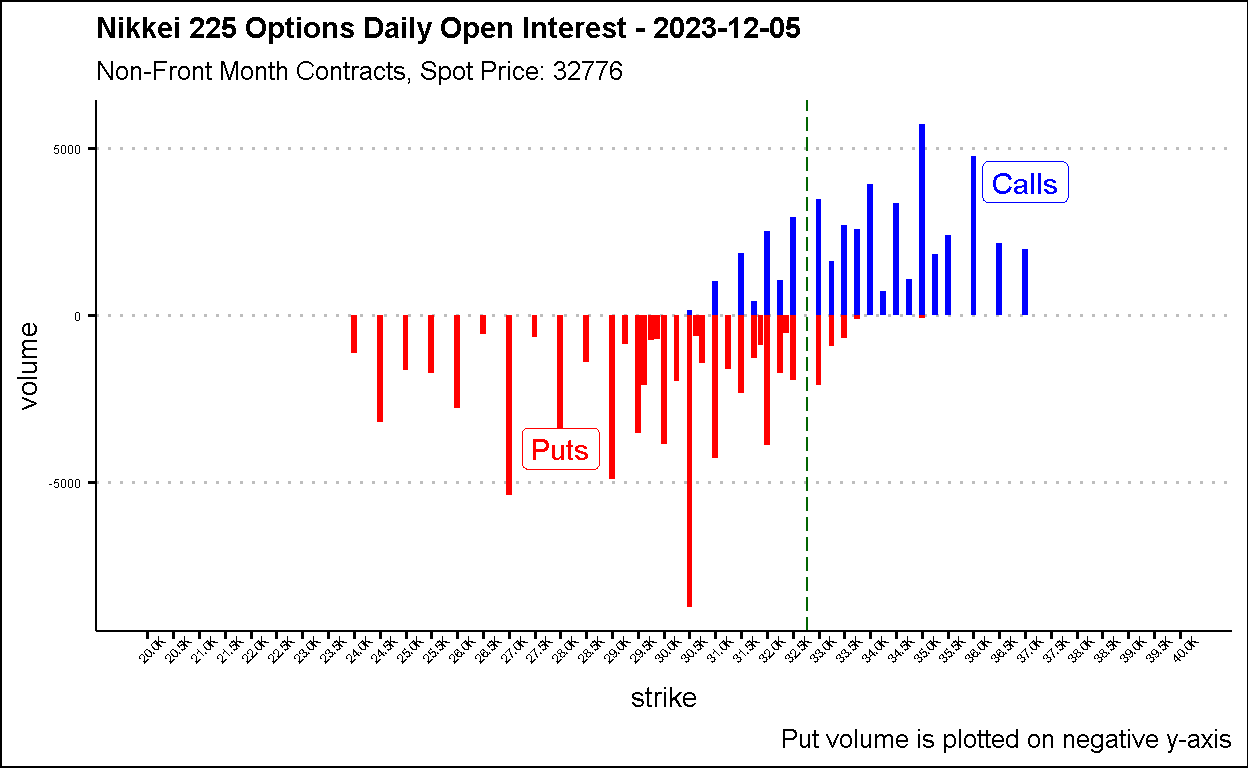 Nikkei 225 Options Daily Open Interest - 2023-12-05
Non-Front Month Contracts, Spot Price: 32776
5000
Calls
0
volume
Puts
-5000
20.0K 20.5K 21.0K 21.5K 22.0K 22.5K 23.0K 23.5K 24.0K 24.5K 25.0K 25.5K 26.0K 26.5K 27.0K 27.5K 28.0K 28.5K 29.0K 29.5K 30.0K 30.5K 31.0K 31.5K 32.0K 32.5K 33.0K 33.5K 34.0K 34.5K 35.0K 35.5K 36.0K 36.5K 37.0K 37.5K 38.0K 38.5K 39.0K 39.5K 40.0K
strike
Put volume is plotted on negative y-axis